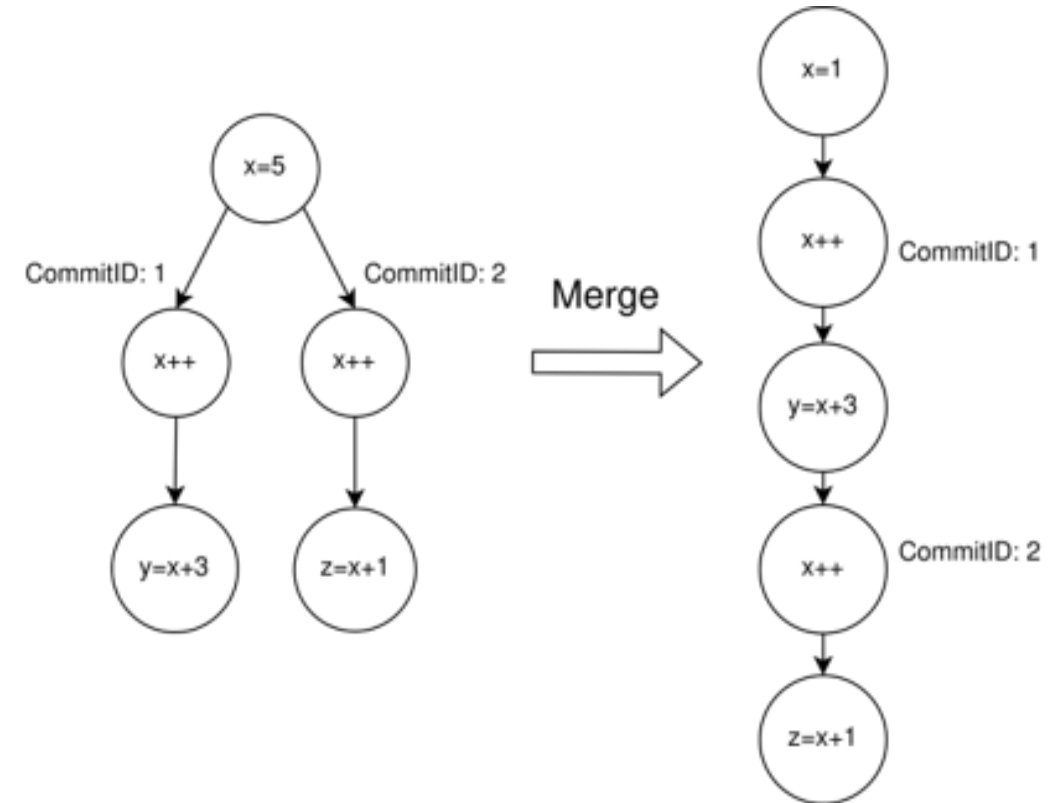 x=5
CommitID: 1
CommitID: 2
x++
x++
y=x+3
z=x+1
Merge
x=1
x++
CommitID: 1
y=x+3
x++
CommitID: 2
z=x+1